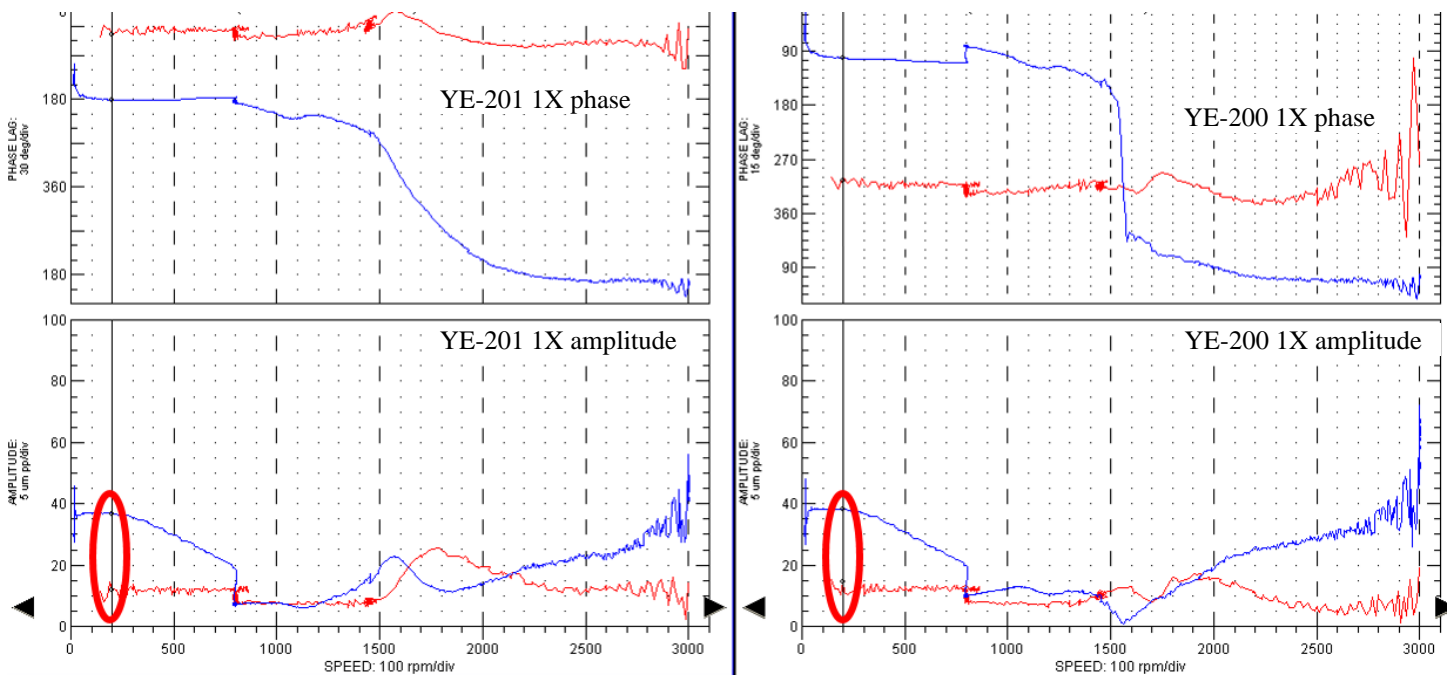 0
180
360
180
PHASE LAG:
30 deg/div
YE-201 1X phase
90
180
270
360
90
PHASE LAG:
15 deg/div
YE-200 1X phase
100
80
60
40
20
0
AMPLITUDE:
5 um pp/div
YE-201 1X amplitude
0 500 1000 1500 2000 2500 3000
SPEED: 100 rpm/div
100
80
60
40
20
0
AMPLITUDE:
5 um pp/div
YE-200 1X amplitude
0 500 1000 1500 2000 2500 3000
SPEED: 100 rpm/div